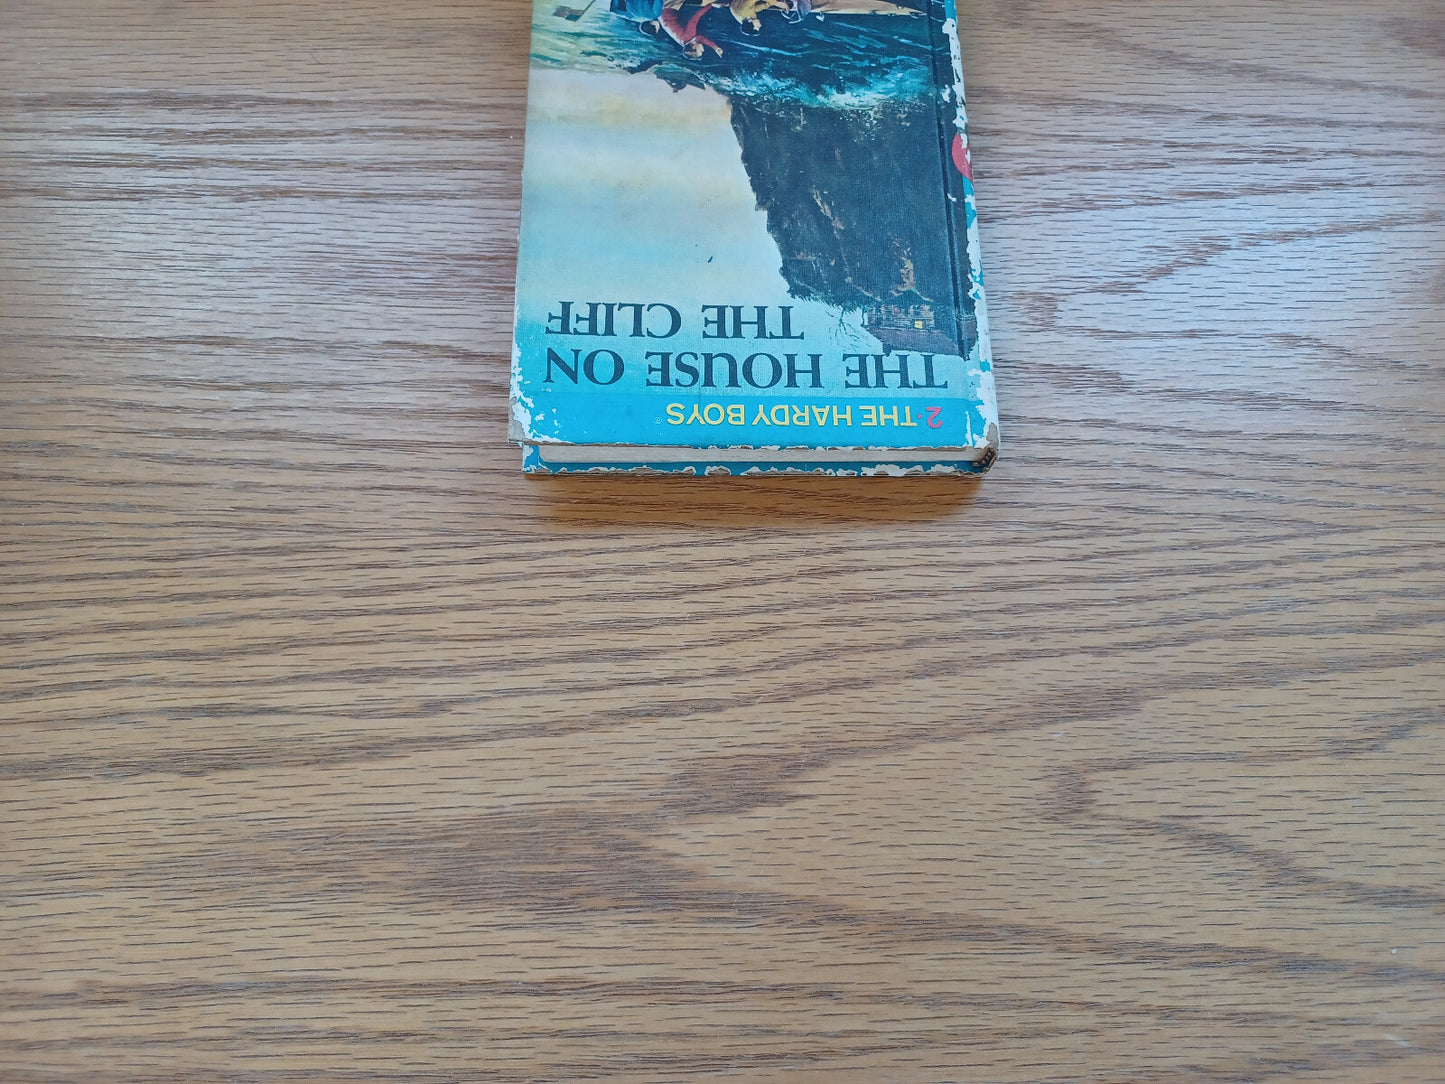 2·THE HARDY BOYS®
THE HOUSE ON
THE CLIFF